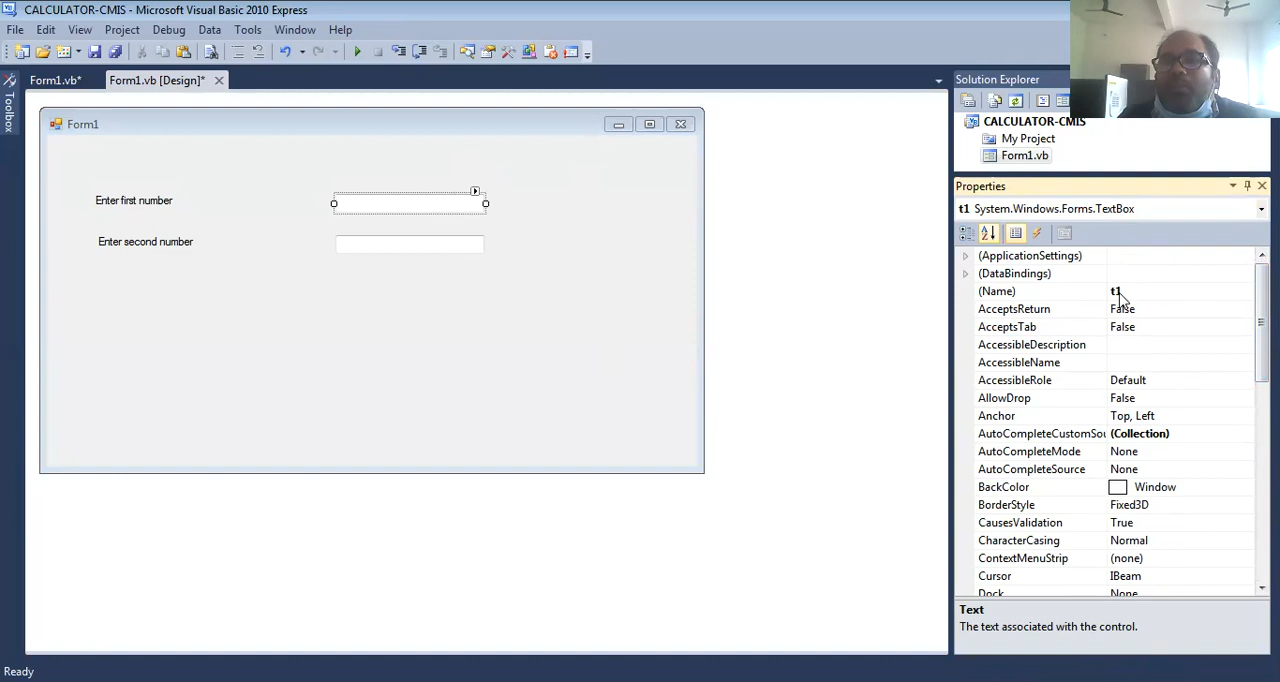 CALCULATOR-CMIS - Microsoft Visual Basic 2010 Express
File Edit View Project Debug Data Tools Window Help
Form1.vb* Form1.vb [Design]*
Toolbox
Form1
Enter first number
Enter second number
Solution Explorer
CALCULATOR-CMIS
My Project
Form1.vb
Properties
t1 System.Windows.Forms.TextBox
(ApplicationSettings)
(DataBindings)
(Name) t1
AcceptsReturn False
AcceptsTab False
AccessibleDescription
AccessibleName
AccessibleRole Default
AllowDrop False
Anchor Top, Left
AutoCompleteCustomSou (Collection)
AutoCompleteMode None
AutoCompleteSource None
BackColor Window
BorderStyle Fixed3D
CausesValidation True
CharacterCasing Normal
ContextMenuStrip (none)
Cursor IBeam
Dock None
Text
The text associated with the control.
Ready